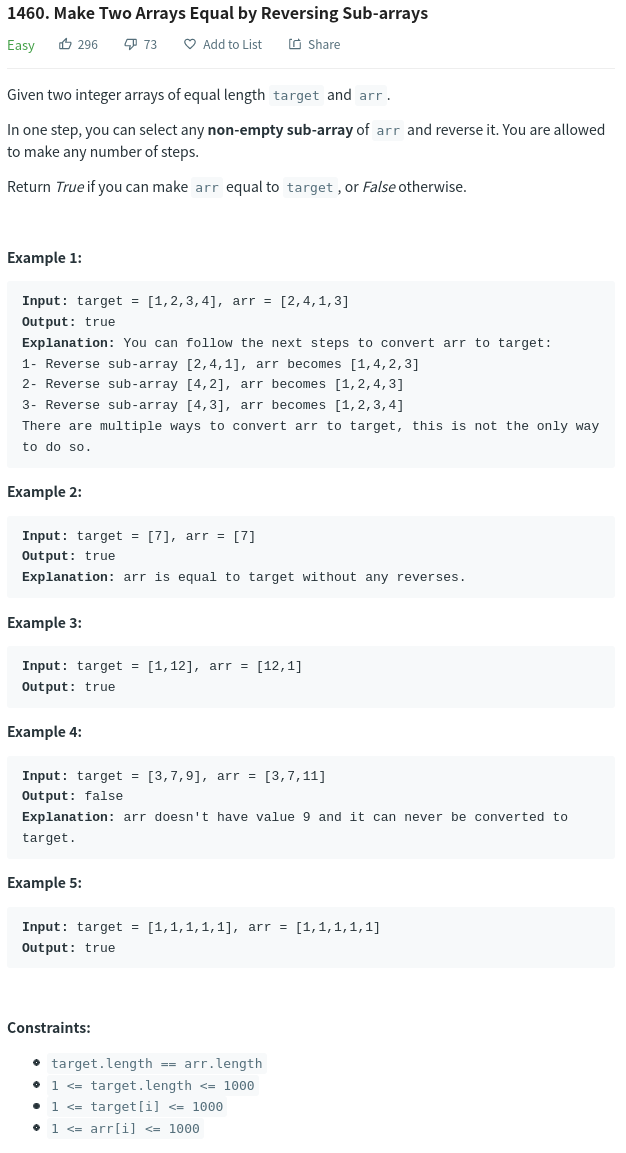 1460. Make Two Arrays Equal by Reversing Sub-arrays
Easy 296 73 Add to List Share
Given two integer arrays of equal length target and arr.
In one step, you can select any non-empty sub-array of arr and reverse it. You are allowed
to make any number of steps.
Return True if you can make arr equal to target, or False otherwise.
Example 1:
Input: target = [1,2,3,4], arr = [2,4,1,3]
Output: true
Explanation: You can follow the next steps to convert arr to target:
1- Reverse sub-array [2,4,1], arr becomes [1,4,2,3]
2- Reverse sub-array [4,2], arr becomes [1,2,4,3]
3- Reverse sub-array [4,3], arr becomes [1,2,3,4]
There are multiple ways to convert arr to target, this is not the only way
to do so.
Example 2:
Input: target = [7], arr = [7]
Output: true
Explanation: arr is equal to target without any reverses.
Example 3:
Input: target = [1,12], arr = [12,1]
Output: true
Example 4:
Input: target = [3,7,9], arr = [3,7,11]
Output: false
Explanation: arr doesn't have value 9 and it can never be converted to
target.
Example 5:
Input: target = [1,1,1,1,1], arr = [1,1,1,1,1]
Output: true
Constraints:
target.length == arr.length
1 <= target.length <= 1000
1 <= target[i] <= 1000
1 <= arr[i] <= 1000